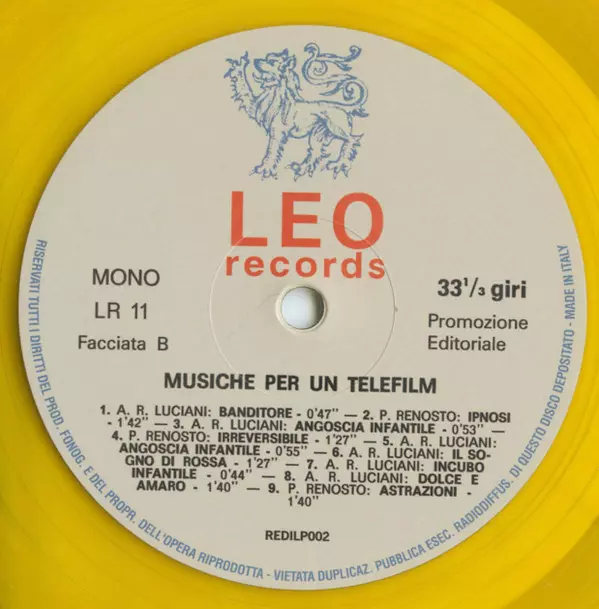 LEO
records
MONO
LR 11
Facciata B
33¹/₃ giri
Promozione
Editoriale
MUSICHE PER UN TELEFILM
1. A. R. LUCIANI: BANDITORE - 0'47" — 2. P. RENOSTO: IPNOSI
- 1'42" — 3. A. R. LUCIANI: ANGOSCIA INFANTILE - 0'53" —
4. P. RENOSTO: IRREVERSIBILE - 1'27" — 5. A. R. LUCIANI:
ANGOSCIA INFANTILE - 0'55" — 6. A. R. LUCIANI: IL SO-
GNO DI ROSSA - 1'27" — 7. A. R. LUCIANI: INCUBO
INFANTILE - 0'44" — 8. A. R. LUCIANI: DOLCE E
AMARO - 1'40" — 9. P. RENOSTO: ASTRAZIONI -
1'40"
REDILP002
RISERVATI TUTTI I DIRITTI DEL PROD. FONOG. E DEL PROPR. DELL'OPERA RIPRODOTTA - VIETATA DUPLICAZ. PUBBLICA ESEC. RADIODIFFUS. DI QUESTO DISCO DEPOSITATO - MADE IN ITALY